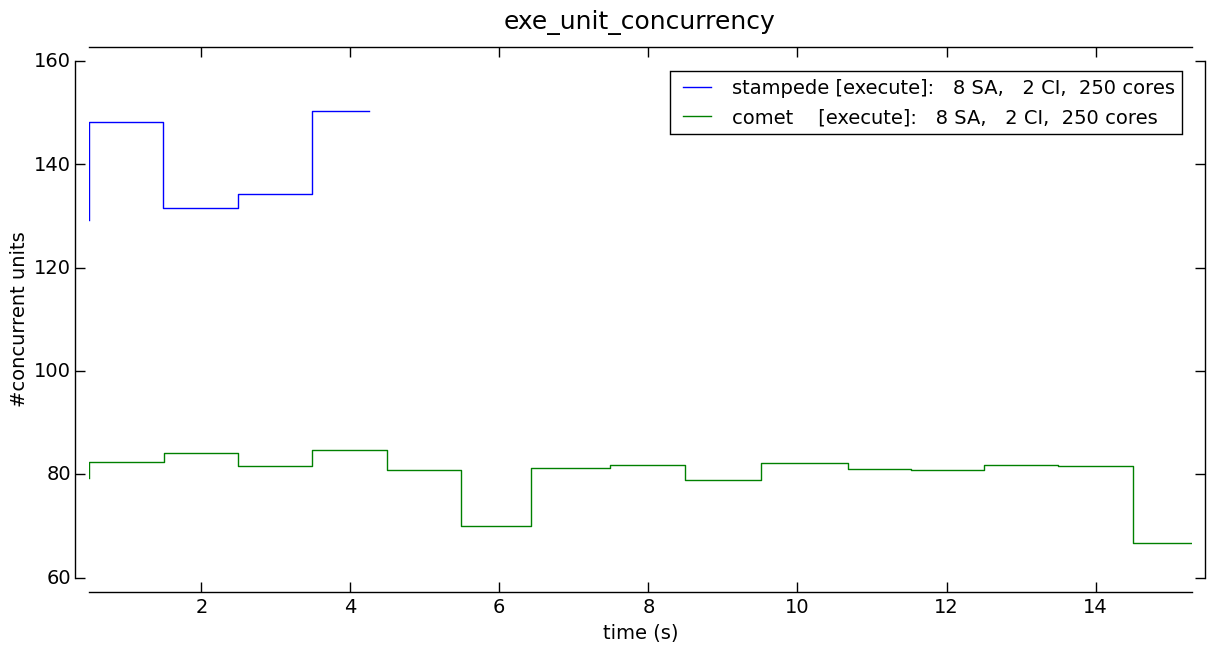 exe_unit_concurrency
stampede [execute]:   8 SA,   2 CI,  250 cores
comet    [execute]:   8 SA,   2 CI,  250 cores
#concurrent units
160
140
120
100
80
60
2 4 6 8 10 12 14
time (s)